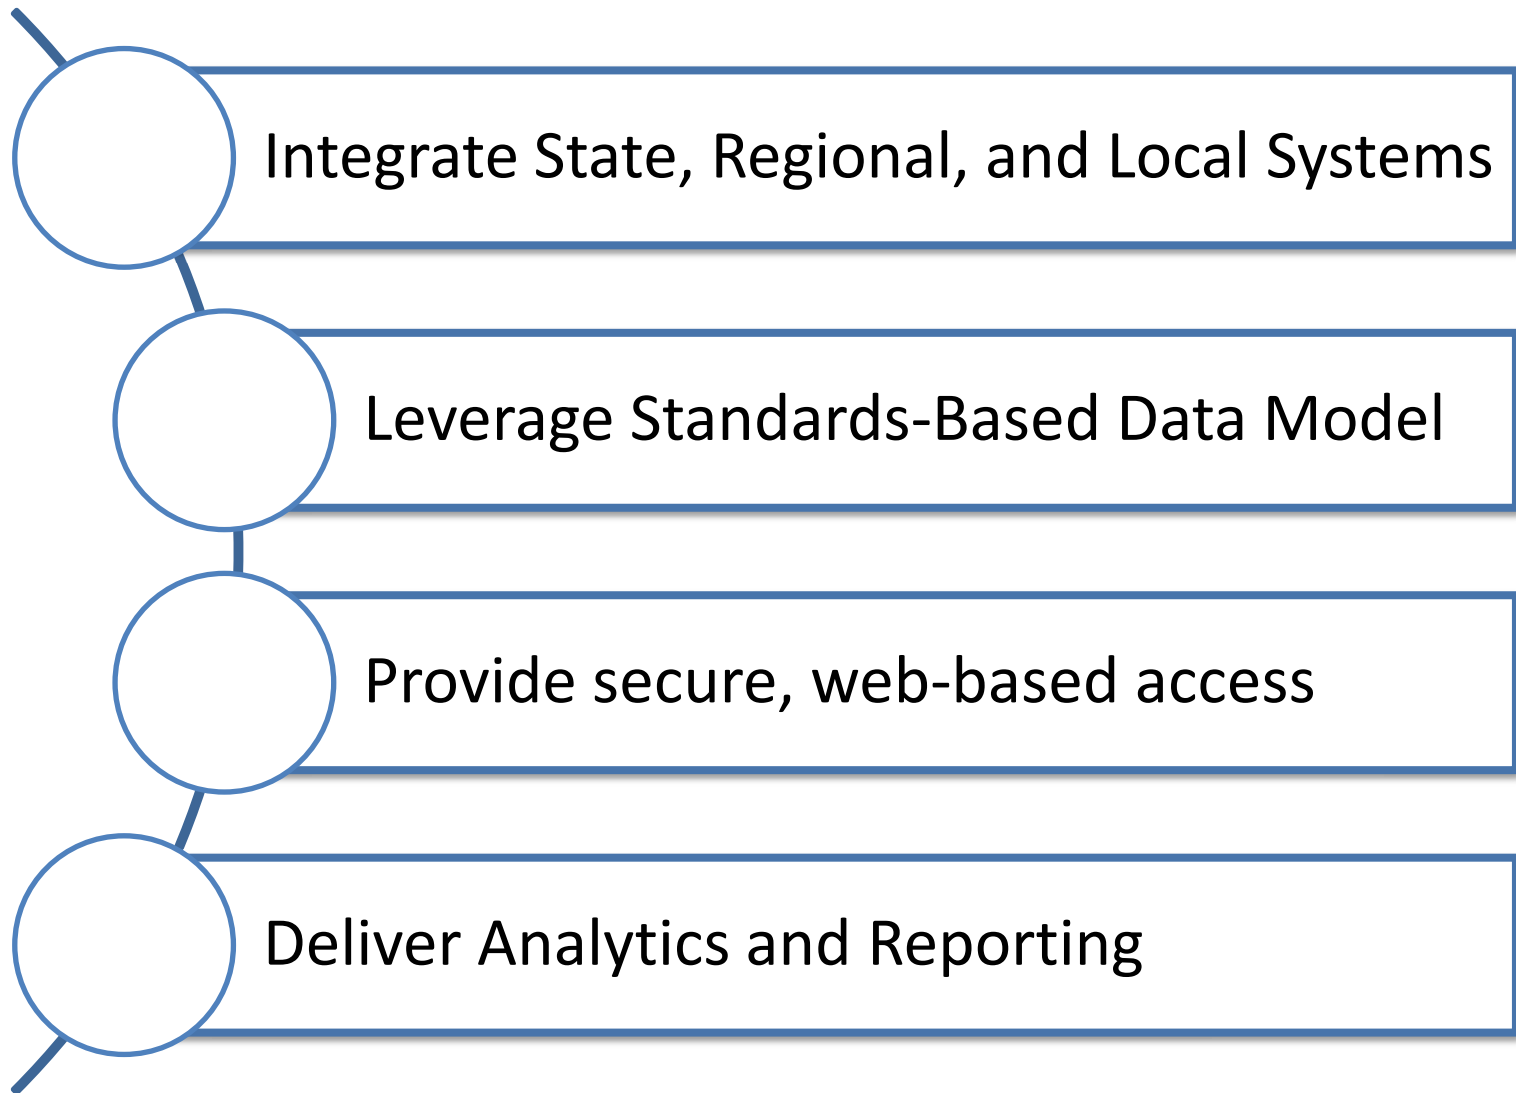 Integrate State, Regional, and Local Systems
Leverage Standards-Based Data Model
Provide secure, web-based access
Deliver Analytics and Reporting